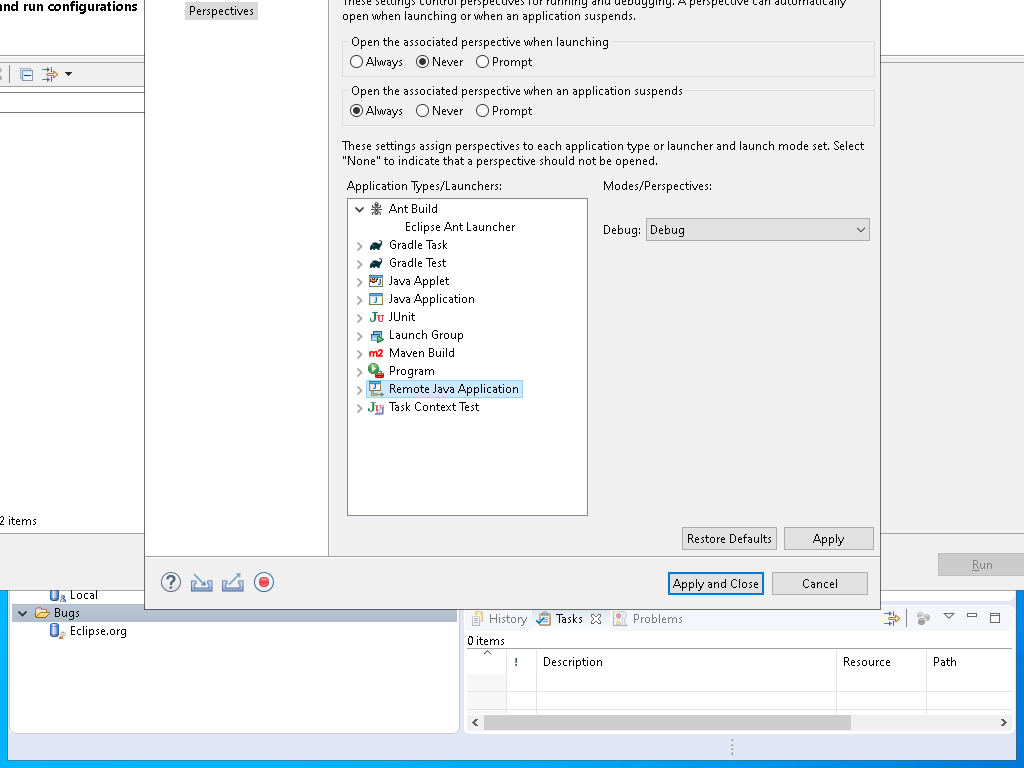 and run configurations
Perspectives
These settings control perspectives for running and debugging. A perspective can automatically
open when launching or when an application suspends.
Open the associated perspective when launching
Always Never Prompt
Open the associated perspective when an application suspends
Always Never Prompt
These settings assign perspectives to each application type or launcher and launch mode set. Select
"None" to indicate that a perspective should not be opened.
Application Types/Launchers:
Modes/Perspectives:
Ant Build
Eclipse Ant Launcher
Debug: Debug
Gradle Task
Gradle Test
Java Applet
Java Application
JUnit
Launch Group
Maven Build
Program
Remote Java Application
Task Context Test
2 items
Restore Defaults
Apply
Run
Apply and Close
Cancel
Local
Bugs
Eclipse.org
History
Tasks
Problems
0 items
! Description Resource Path